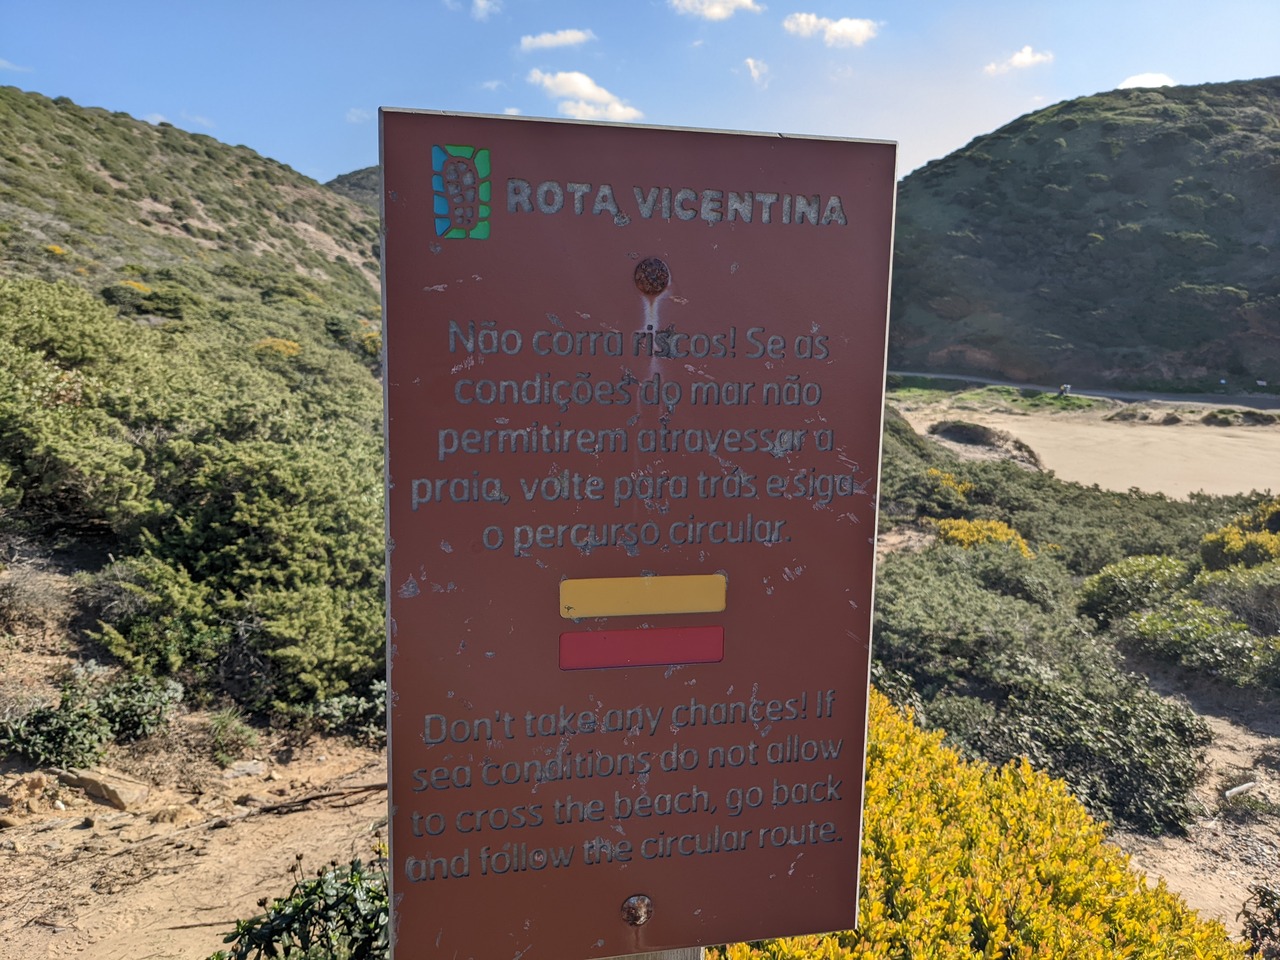 ROTA VICENTINA
Não corra riscos! Se as
condições do mar não
permitirem atravessar a
praia, volte para trás e siga
o percurso circular.
Don't take any chances! If
sea conditions do not allow
to cross the beach, go back
and follow the circular route.